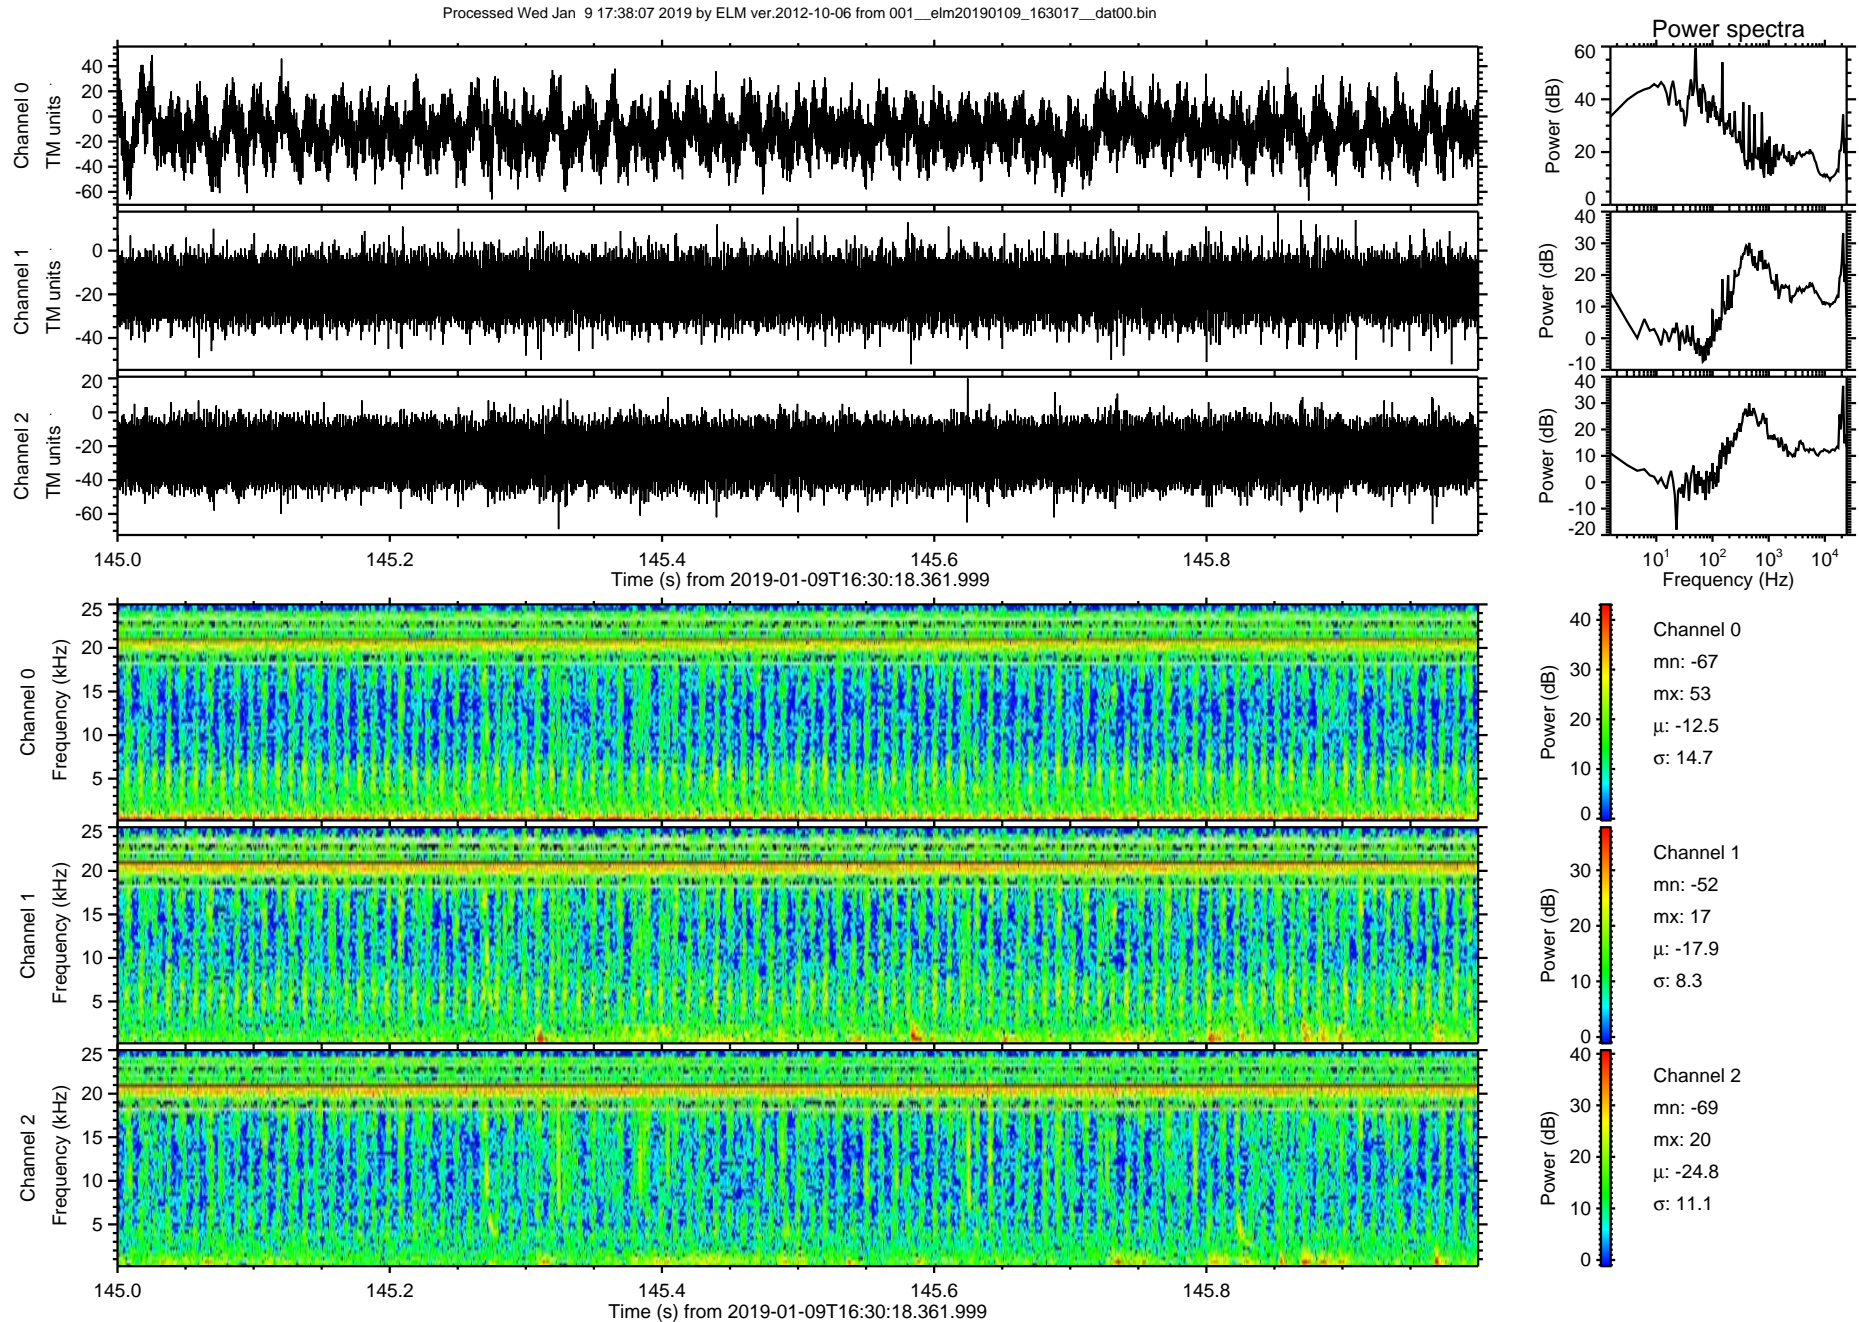 Processed Wed Jan  9 17:38:07 2019 by ELM ver.2012-10-06 from 001__elm20190109_163017__dat00.bin
Power spectra
Channel 0
TM units
40
20
0
-20
-40
-60
Power (dB)
60
40
20
0
Channel 1
TM units
0
-20
-40
Power (dB)
40
30
20
10
0
-10
Channel 2
TM units
20
0
-20
-40
-60
Power (dB)
40
30
20
10
0
-10
-20
145.0 145.2 145.4 145.6 145.8
Time (s) from 2019-01-09T16:30:18.361.999
10^1 10^2 10^3 10^4
Frequency (Hz)
Channel 0
Frequency (kHz)
25
20
15
10
5
Power (dB)
40
30
20
10
0
Channel 0
mn: -67
mx: 53
μ: -12.5
σ: 14.7
Channel 1
Frequency (kHz)
25
20
15
10
5
Power (dB)
30
20
10
0
Channel 1
mn: -52
mx: 17
μ: -17.9
σ: 8.3
Channel 2
Frequency (kHz)
25
20
15
10
5
Power (dB)
40
30
20
10
0
Channel 2
mn: -69
mx: 20
μ: -24.8
σ: 11.1
145.0 145.2 145.4 145.6 145.8
Time (s) from 2019-01-09T16:30:18.361.999